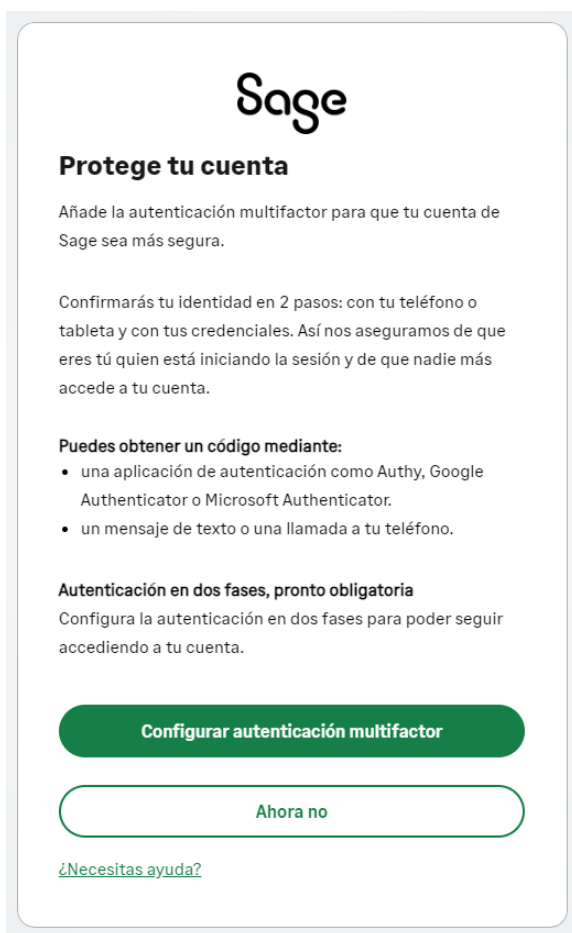 Sage
Protege tu cuenta
Añade la autenticación multifactor para que tu cuenta de
Sage sea más segura.
Confirmarás tu identidad en 2 pasos: con tu teléfono o
tableta y con tus credenciales. Así nos aseguramos de que
eres tú quien está iniciando la sesión y de que nadie más
accede a tu cuenta.
Puedes obtener un código mediante:
• una aplicación de autenticación como Authy, Google
Authenticator o Microsoft Authenticator.
• un mensaje de texto o una llamada a tu teléfono.
Autenticación en dos fases, pronto obligatoria
Configura la autenticación en dos fases para poder seguir
accediendo a tu cuenta.
Configurar autenticación multifactor
Ahora no
¿Necesitas ayuda?